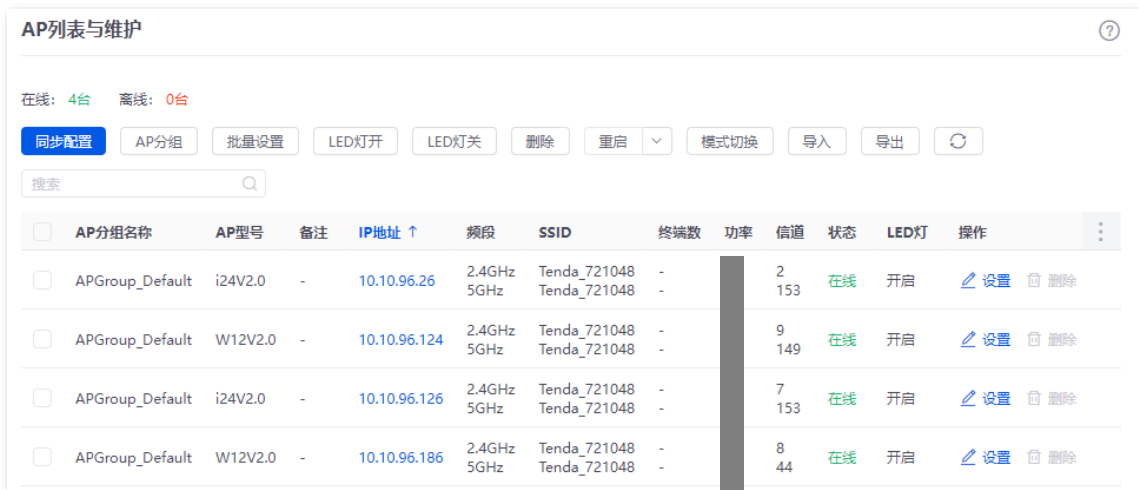 AP列表与维护
在线： 4台 离线： 0台
同步配置 AP分组 批量设置 LED灯开 LED灯关 删除 重启 模式切换 导入 导出
搜索
AP分组名称 AP型号 备注 IP地址 ↑ 频段 SSID 终端数 功率 信道 状态 LED灯 操作
APGroup_Default i24V2.0 - 10.10.96.26 2.4GHz Tenda_721048 - 2 在线 开启 设置 删除
5GHz Tenda_721048 - 153
APGroup_Default W12V2.0 - 10.10.96.124 2.4GHz Tenda_721048 - 9 在线 开启 设置 删除
5GHz Tenda_721048 - 149
APGroup_Default i24V2.0 - 10.10.96.126 2.4GHz Tenda_721048 - 7 在线 开启 设置 删除
5GHz Tenda_721048 - 153
APGroup_Default W12V2.0 - 10.10.96.186 2.4GHz Tenda_721048 - 8 在线 开启 设置 删除
5GHz Tenda_721048 - 44